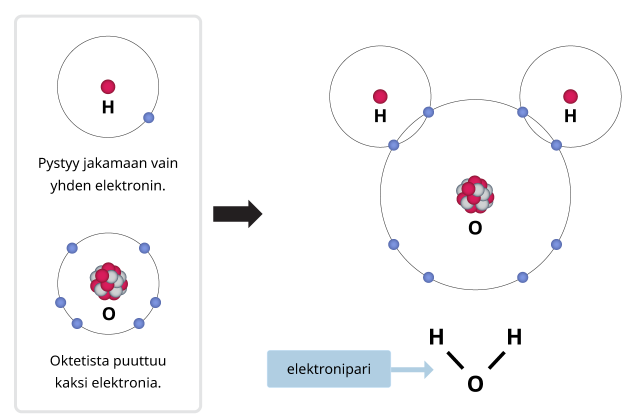 H
Pystyy jakamaan vain
yhden elektronin.
O
Oktetista puuttuu
kaksi elektronia.
H
H
O
H
H
elektronipari
O